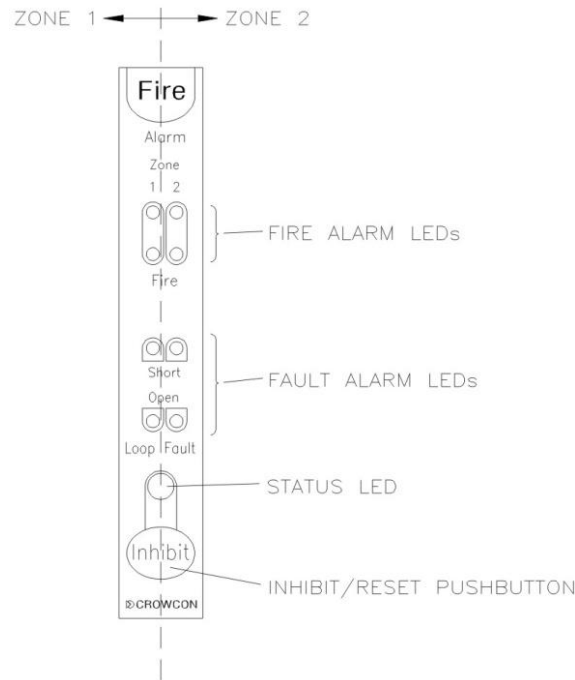 ZONE 1 ZONE 2
Fire
Alarm
Zone
1 2
FIRE ALARM LEDs
Fire
Short
FAULT ALARM LEDs
Open
Loop Fault
STATUS LED
Inhibit
INHIBIT/RESET PUSHBUTTON
CROWCON